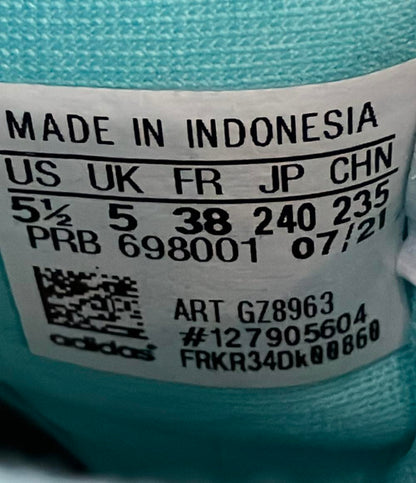 MADE IN INDONESIA
US UK FR JP CHN
5½ 5 38 240 235
PRB 698001 07/21
ART GZ8963
#127905604
adidas FRKR34Dk00860